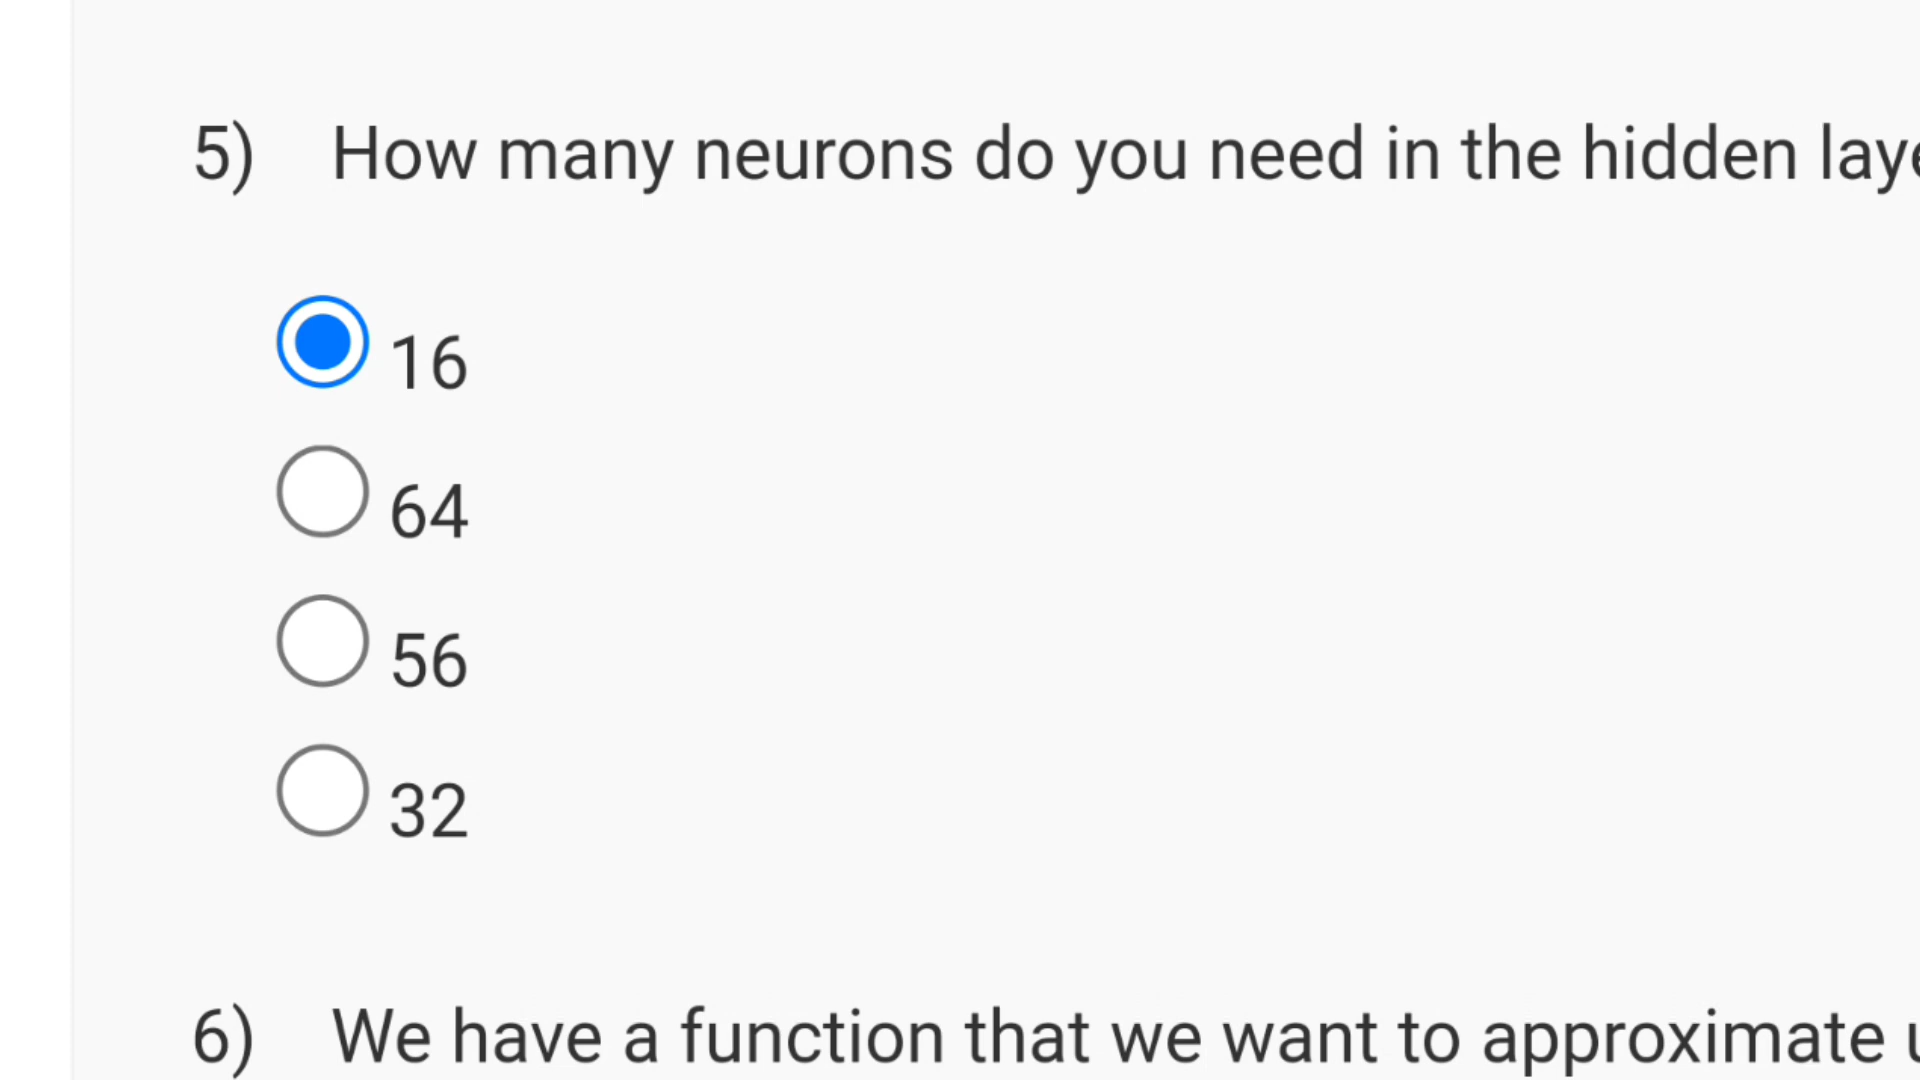 5) How many neurons do you need in the hidden
16
64
56
32
6) We have a function that we want to approximate